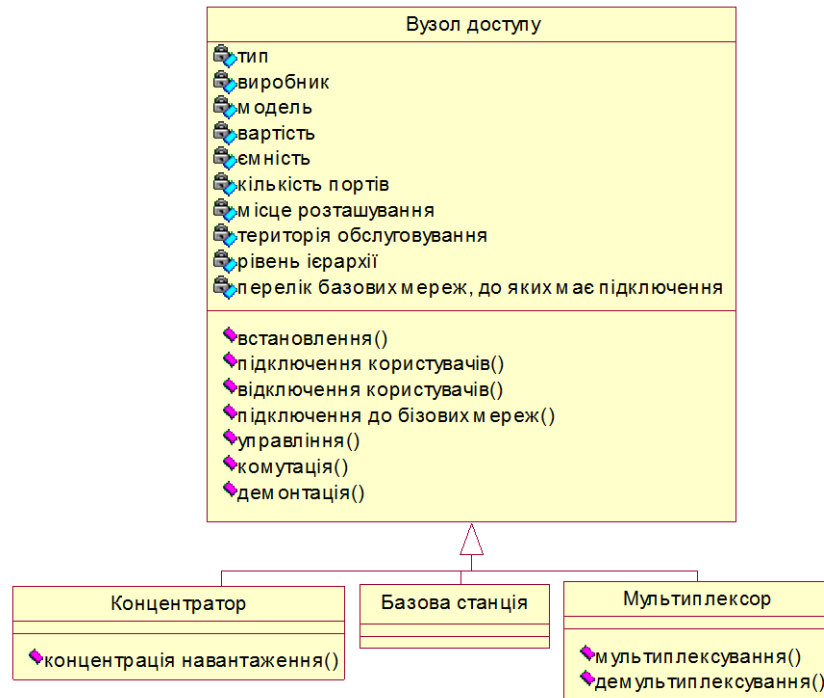 Вузол доступу
тип
виробник
модель
вартість
ємність
кількість портів
місце розташування
територія обслуговування
рівень ієрархії
перелік базових мереж, до яких має підключення
встановлення()
підключення користувачів()
відключення користувачів()
підключення до бізових мереж()
управління()
комутація()
демонтація()
Концентратор
концентрація навантаження()
Базова станція
Мультиплексор
мультиплексування()
демультиплексування()